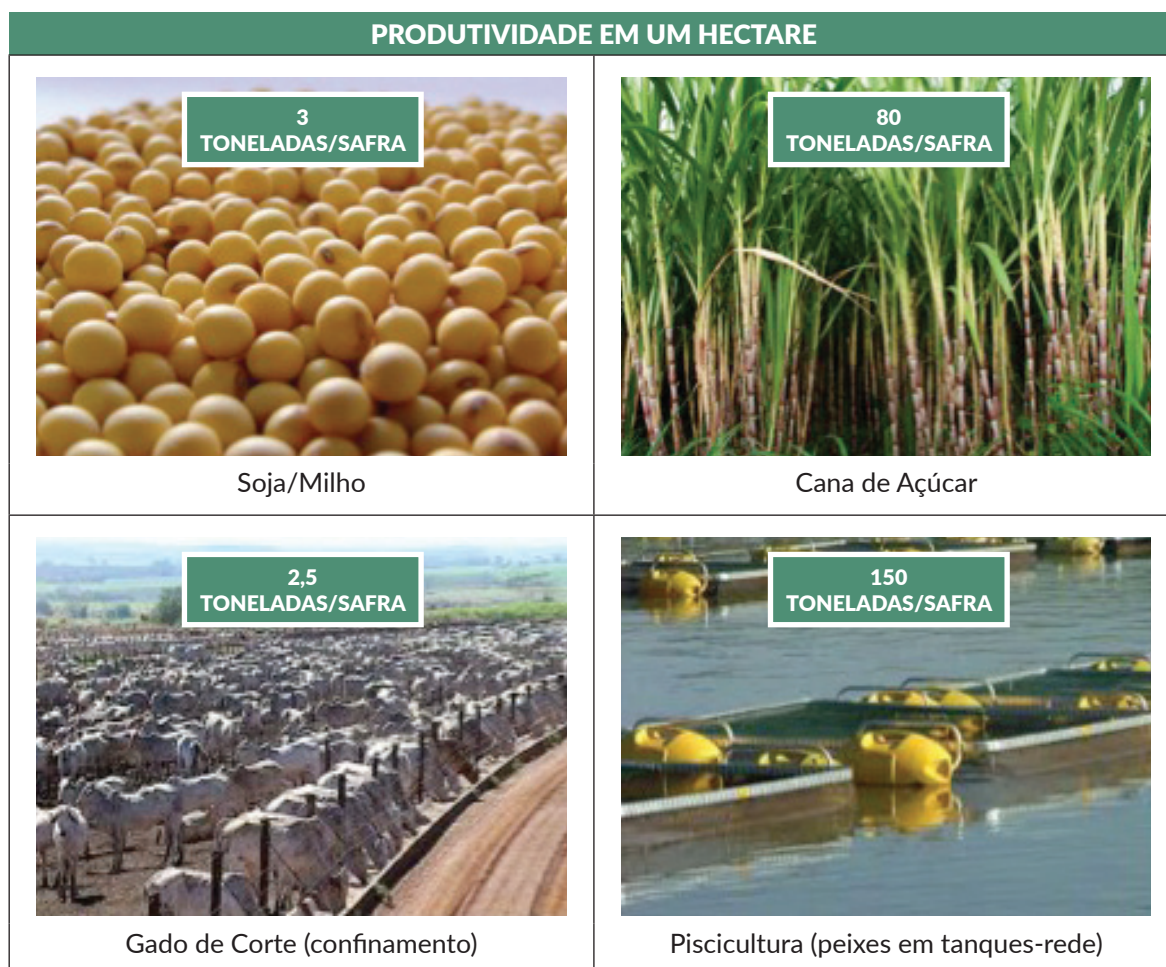 PRODUTIVIDADE EM UM HECTARE
3
TONELADAS/SAFRA
Soja/Milho
80
TONELADAS/SAFRA
Cana de Açúcar
2,5
TONELADAS/SAFRA
Gado de Corte (confinamento)
150
TONELADAS/SAFRA
Piscicultura (peixes em tanques-rede)